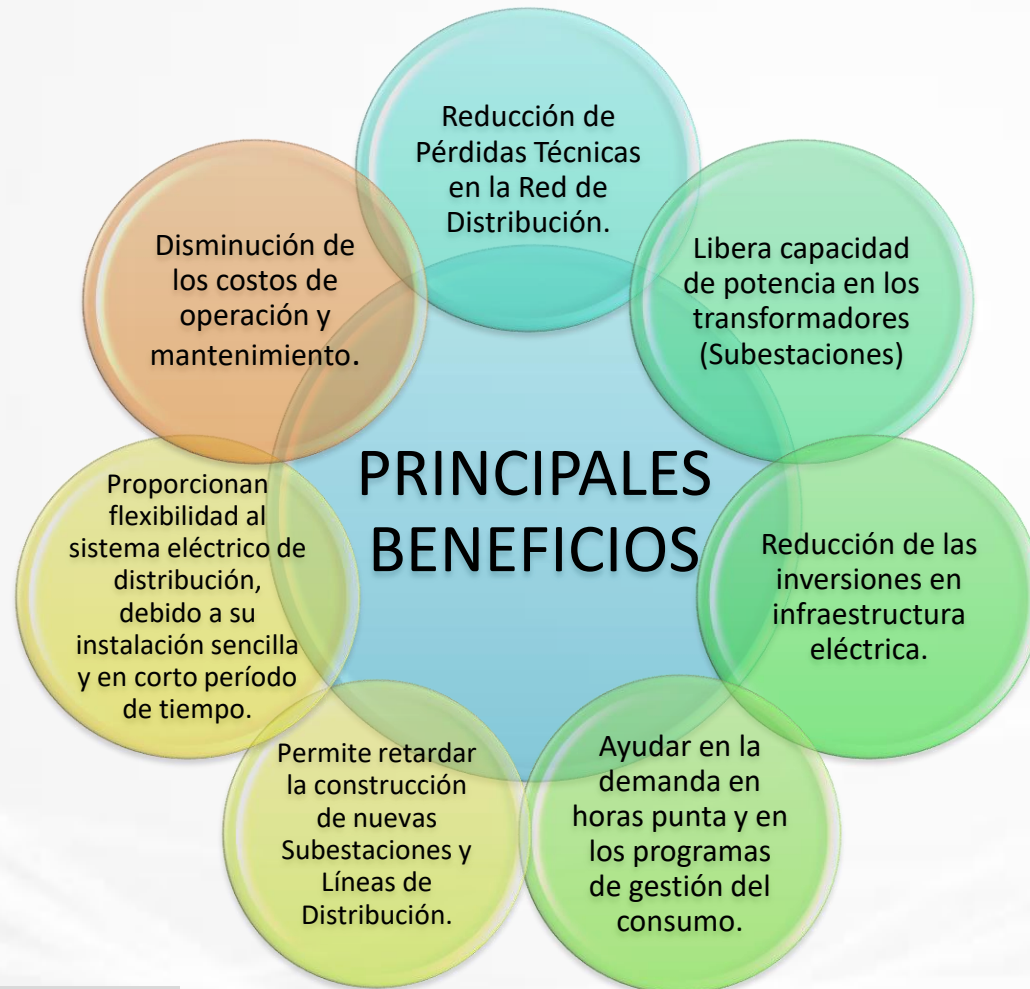 PRINCIPALES
BENEFICIOS
Reducción de
Pérdidas Técnicas
en la Red de
Distribución.
Libera capacidad
de potencia en los
transformadores
(Subestaciones)
Reducción de las
inversiones en
infraestructura
eléctrica.
Ayudar en la
demanda en
horas punta y en
los programas
de gestión del
consumo.
Permite retardar
la construcción
de nuevas
Subestaciones y
Líneas de
Distribución.
Proporcionan
flexibilidad al
sistema eléctrico de
distribución,
debido a su
instalación sencilla
y en corto período
de tiempo.
Disminución de
los costos de
operación y
mantenimiento.